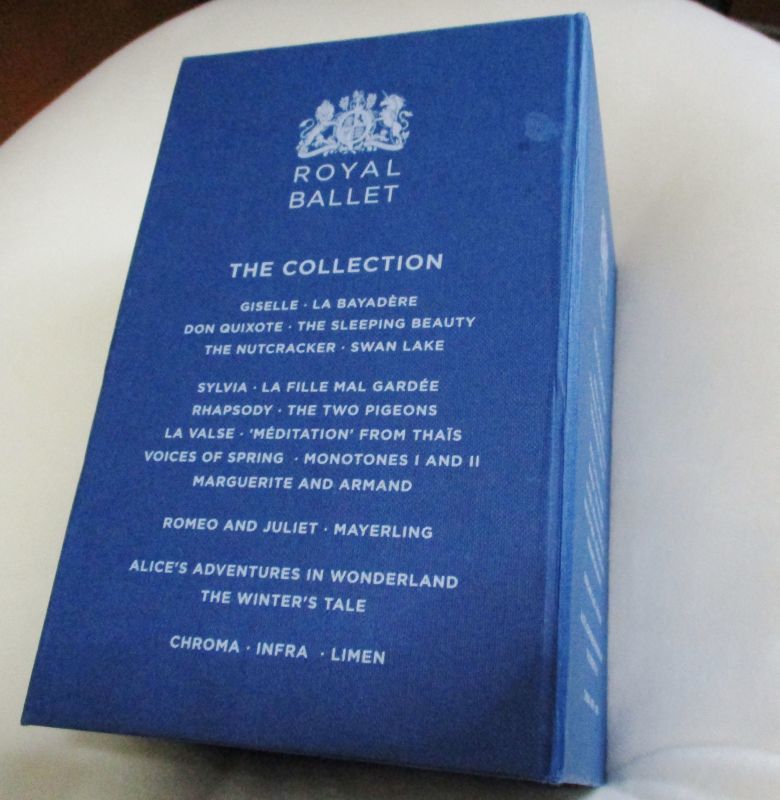 ROYAL
BALLET
THE COLLECTION
GISELLE · LA BAYADÈRE
DON QUIXOTE · THE SLEEPING BEAUTY
THE NUTCRACKER · SWAN LAKE
SYLVIA · LA FILLE MAL GARDÉE
RHAPSODY · THE TWO PIGEONS
LA VALSE · 'MÉDITATION' FROM THAÏS
VOICES OF SPRING · MONOTONES I AND II
MARGUERITE AND ARMAND
ROMEO AND JULIET · MAYERLING
ALICE'S ADVENTURES IN WONDERLAND
THE WINTER'S TALE
CHROMA · INFRA · LIMEN